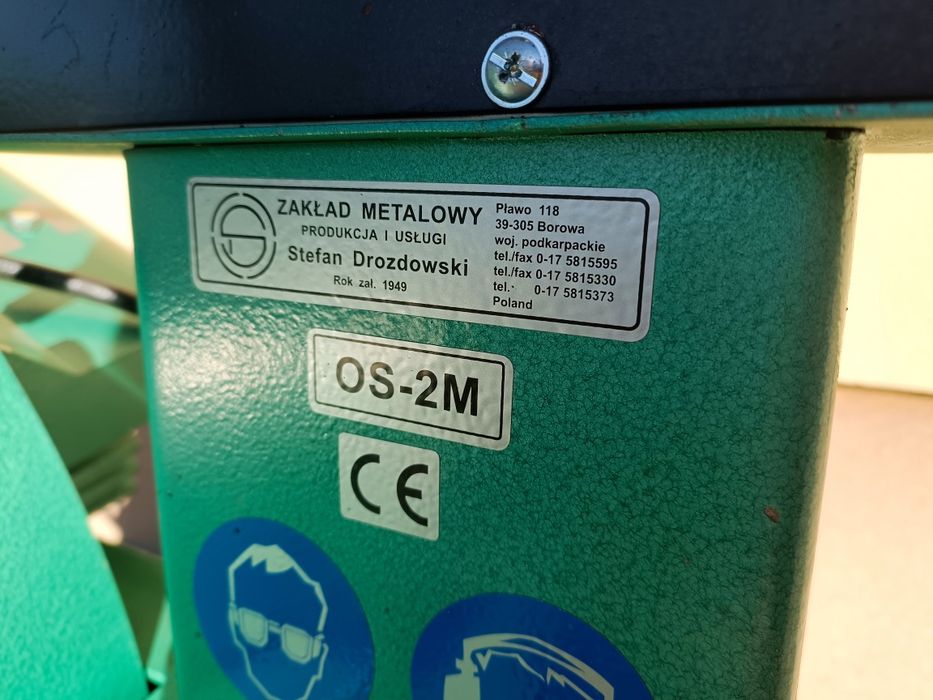 ZAKŁAD METALOWY
PRODUKCJA I USŁUGI
Stefan Drozdowski
Rok zał. 1949
Pławo 118
39-305 Borowa
woj. podkarpackie
tel./fax 0-17 5815595
tel./fax 0-17 5815330
tel. 0-17 5815373
Poland
OS-2M
CE